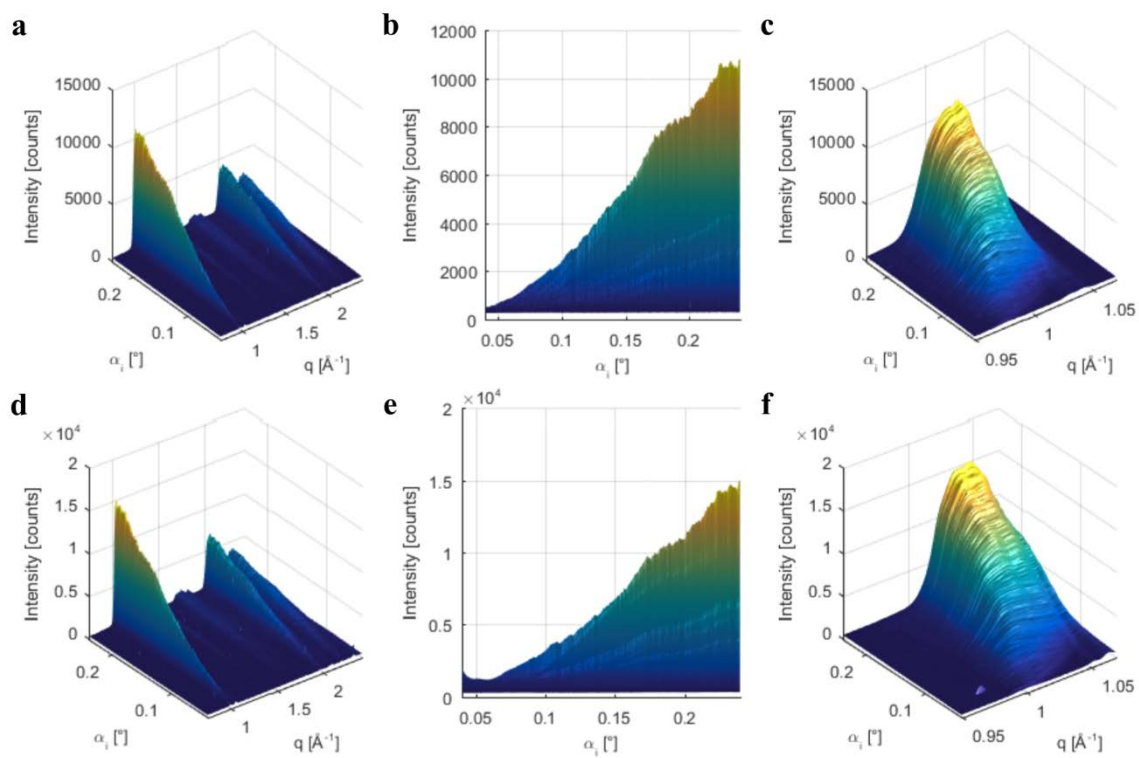 a
15000
10000
5000
0
Intensity [counts]
0.2
0.1
αᵢ [°]
1
1.5
2
q [Å⁻¹]
b
12000
10000
8000
6000
4000
2000
0
Intensity [counts]
0.05
0.1
0.15
0.2
αᵢ [°]
c
15000
10000
5000
0
Intensity [counts]
0.2
0.1
αᵢ [°]
0.95
1
1.05
q [Å⁻¹]
d
×10⁴
2
1.5
1
0.5
0
Intensity [counts]
0.2
0.1
αᵢ [°]
1
1.5
2
q [Å⁻¹]
e
×10⁴
2
1.5
1
0.5
0
Intensity [counts]
0.05
0.1
0.15
0.2
αᵢ [°]
f
×10⁴
2
1.5
1
0.5
0
Intensity [counts]
0.2
0.1
αᵢ [°]
0.95
1
1.05
q [Å⁻¹]